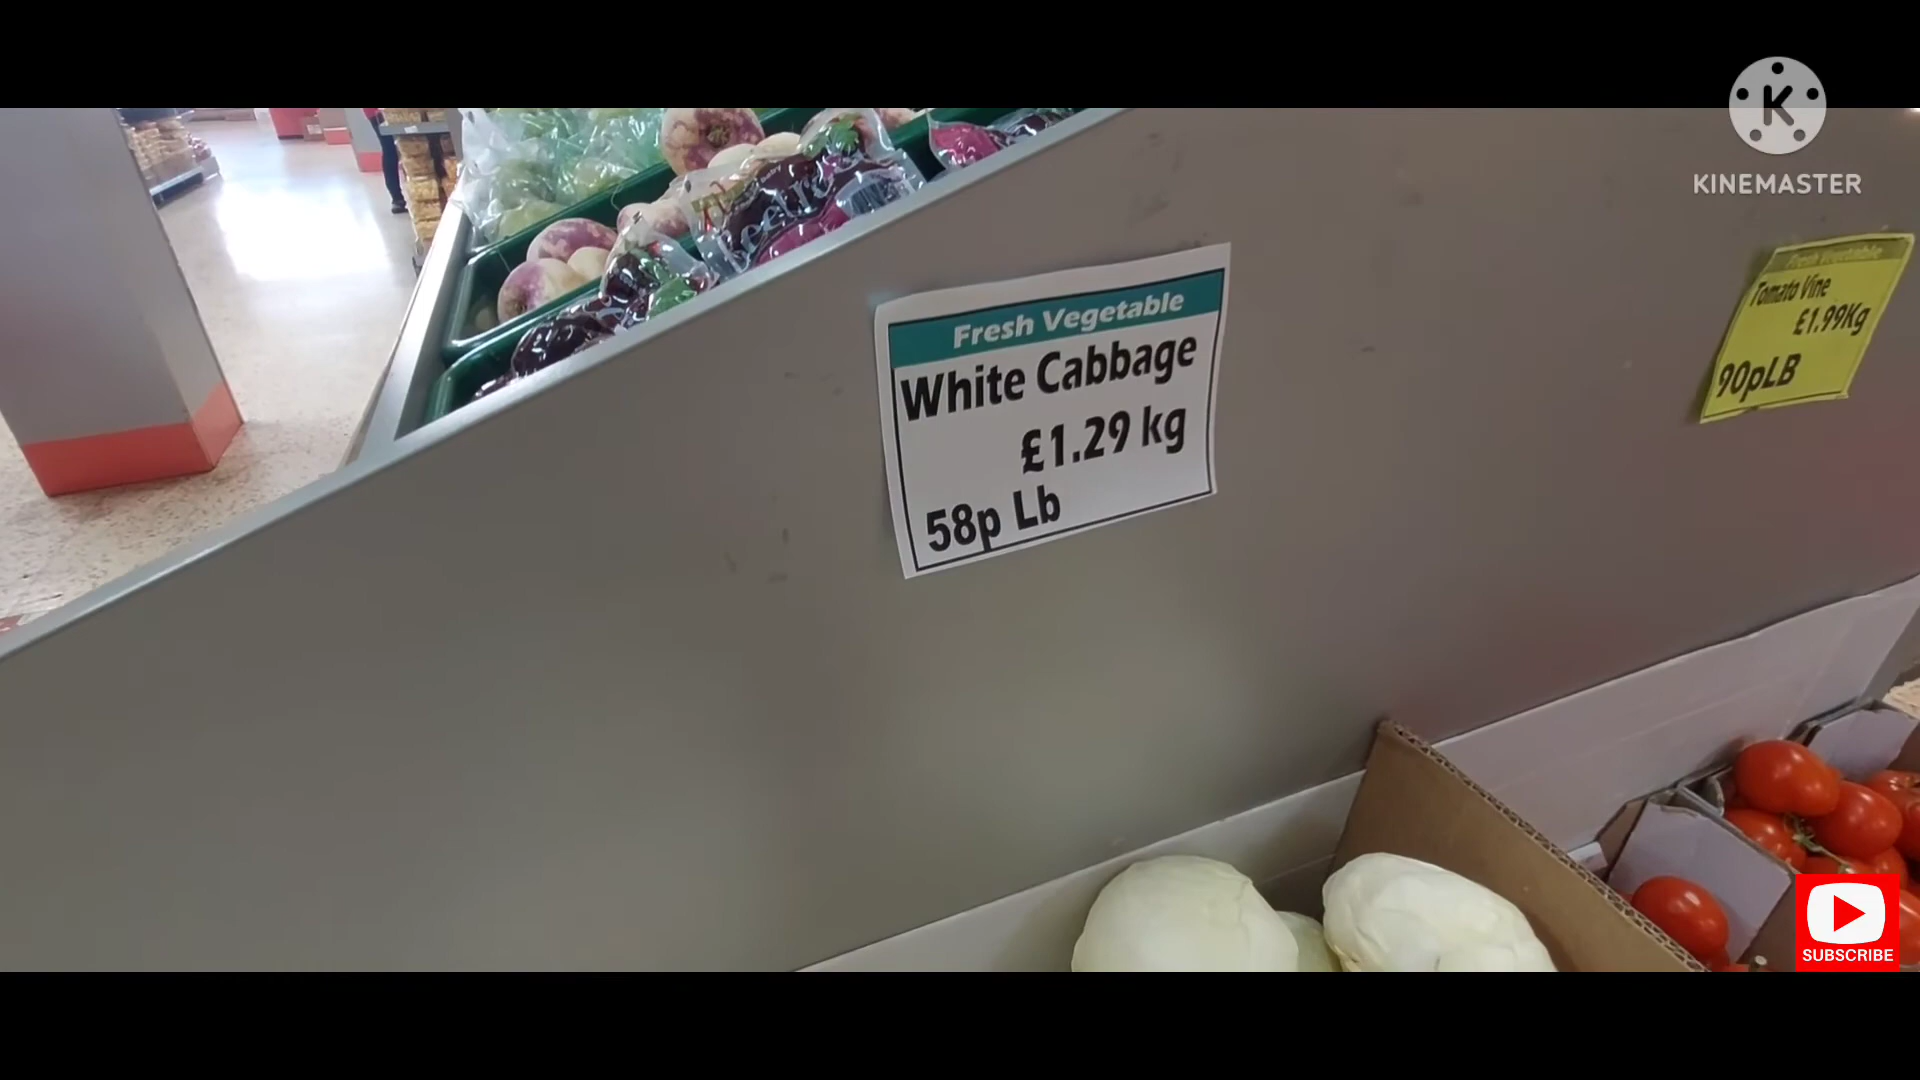 KINEMASTER
Fresh Vegetable
White Cabbage
£1.29 kg
58p Lb
Fresh Vegetable
Tomato Vine
£1.99Kg
90pLB
SUBSCRIBE